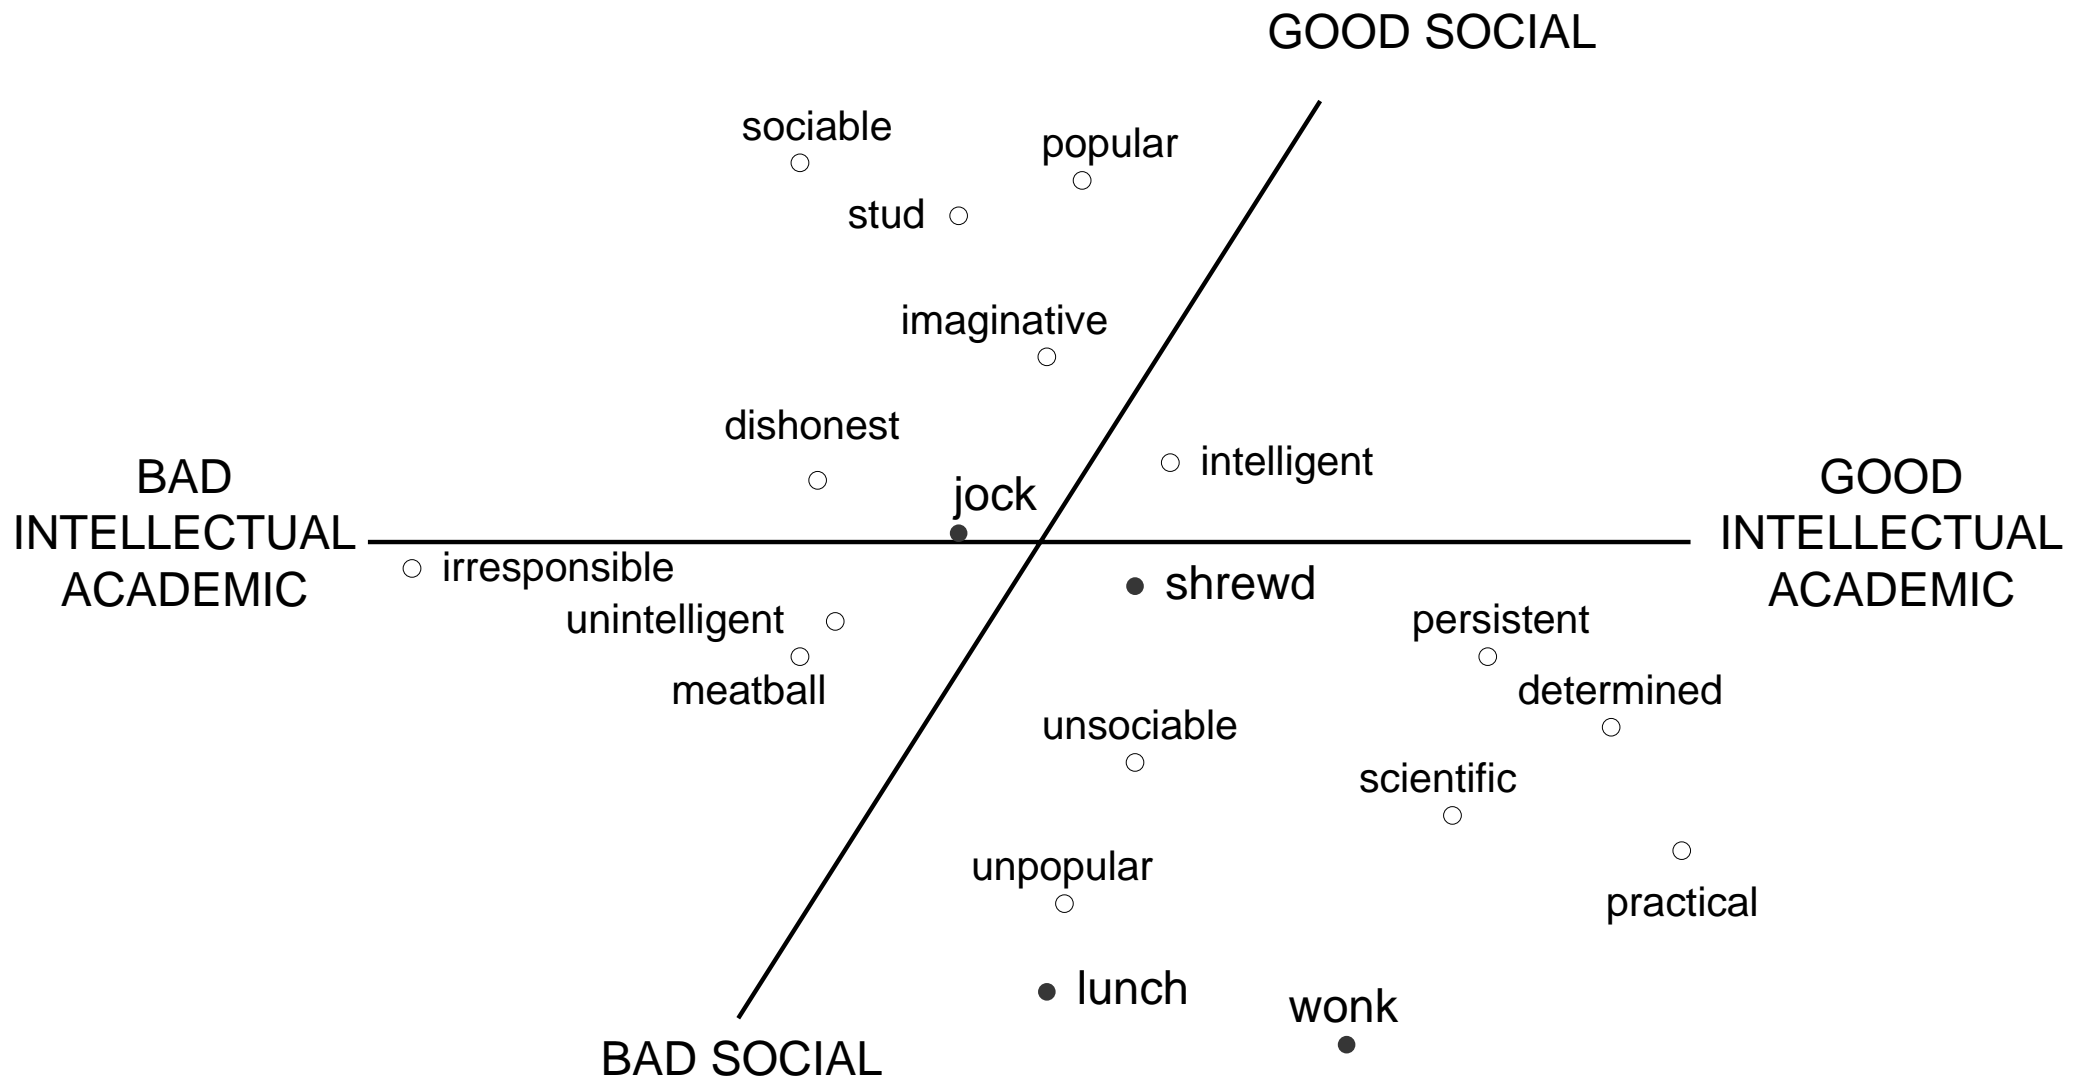 GOOD SOCIAL
sociable
popular
stud
imaginative
dishonest
intelligent
jock
BAD
INTELLECTUAL
ACADEMIC
GOOD
INTELLECTUAL
ACADEMIC
irresponsible
shrewd
unintelligent
persistent
meatball
determined
unsociable
scientific
unpopular
practical
lunch
wonk
BAD SOCIAL